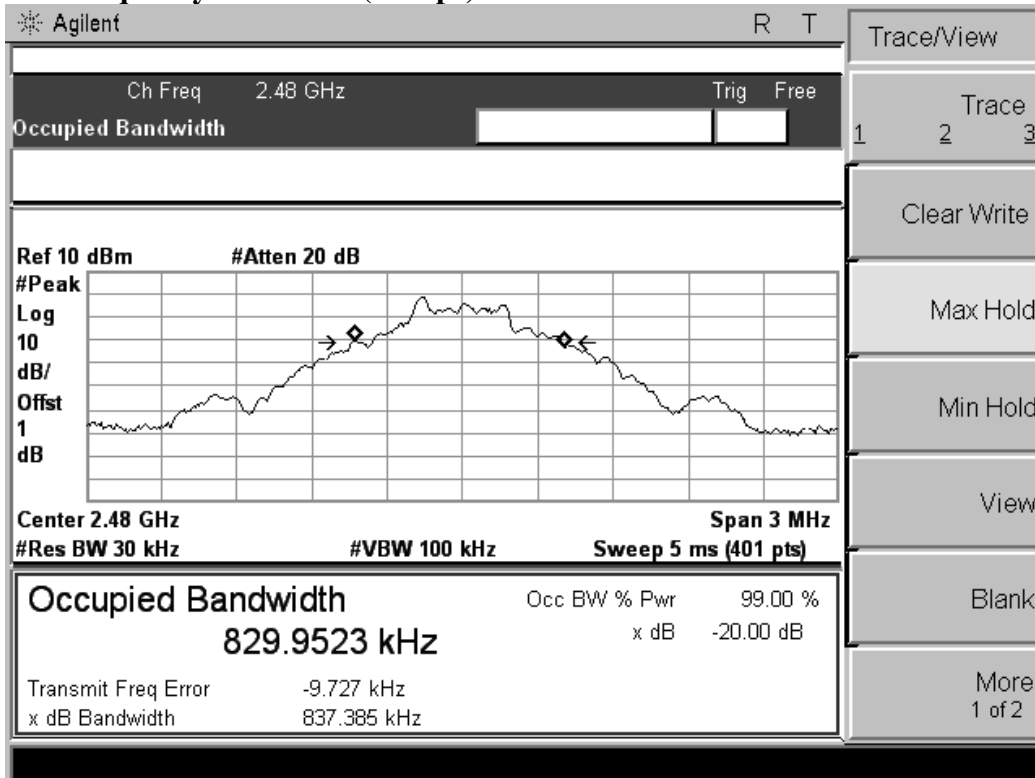 Agilent R T
Trace/View
Ch Freq 2.48 GHz Trig Free
Occupied Bandwidth
Trace
1 2 3
Clear Write
Ref 10 dBm #Atten 20 dB
#Peak
Log
10
dB/
Offst
1
dB
Max Hold
Min Hold
Center 2.48 GHz Span 3 MHz
#Res BW 30 kHz #VBW 100 kHz Sweep 5 ms (401 pts)
View
Occupied Bandwidth
829.9523 kHz
Occ BW % Pwr 99.00 %
x dB -20.00 dB
Transmit Freq Error -9.727 kHz
x dB Bandwidth 837.385 kHz
Blank
More
1 of 2